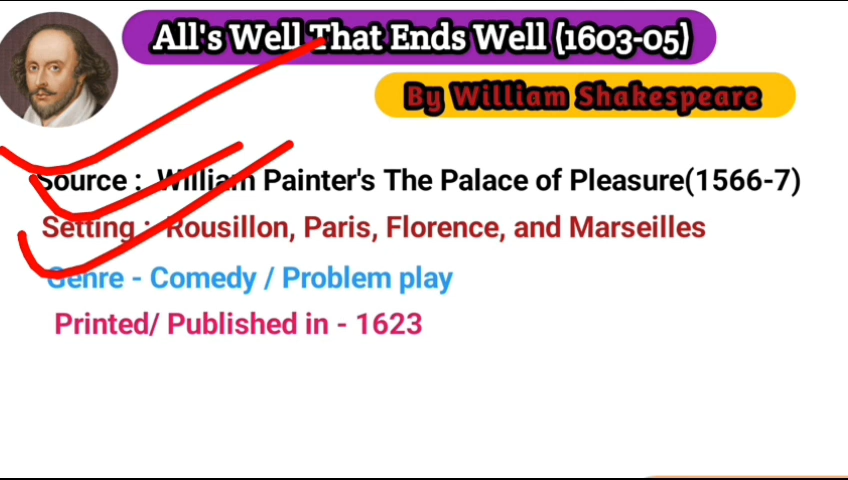 All's Well That Ends Well (1603-05)
By William Shakespeare
Source : William Painter's The Palace of Pleasure(1566-7)
Setting : Rousillon, Paris, Florence, and Marseilles
Genre - Comedy / Problem play
Printed/ Published in - 1623